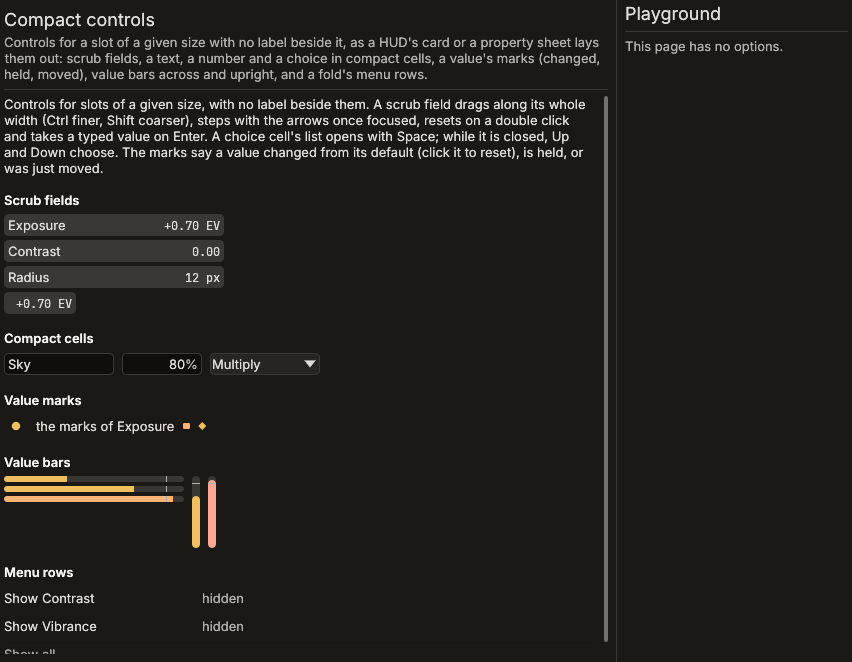 Compact controls
Controls for a slot of a given size with no label beside it, as a HUD's card or a property sheet lays
them out: scrub fields, a text, a number and a choice in compact cells, a value's marks (changed,
held, moved), value bars across and upright, and a fold's menu rows.
Controls for slots of a given size, with no label beside them. A scrub field drags along its whole
width (Ctrl finer, Shift coarser), steps with the arrows once focused, resets on a double click
and takes a typed value on Enter. A choice cell's list opens with Space; while it is closed, Up
and Down choose. The marks say a value changed from its default (click it to reset), is held, or
was just moved.
Scrub fields
Exposure +0.70 EV
Contrast 0.00
Radius 12 px
+0.70 EV
Compact cells
Sky 80% Multiply
Value marks
the marks of Exposure
Value bars
Menu rows
Show Contrast hidden
Show Vibrance hidden
Show all
Playground
This page has no options.